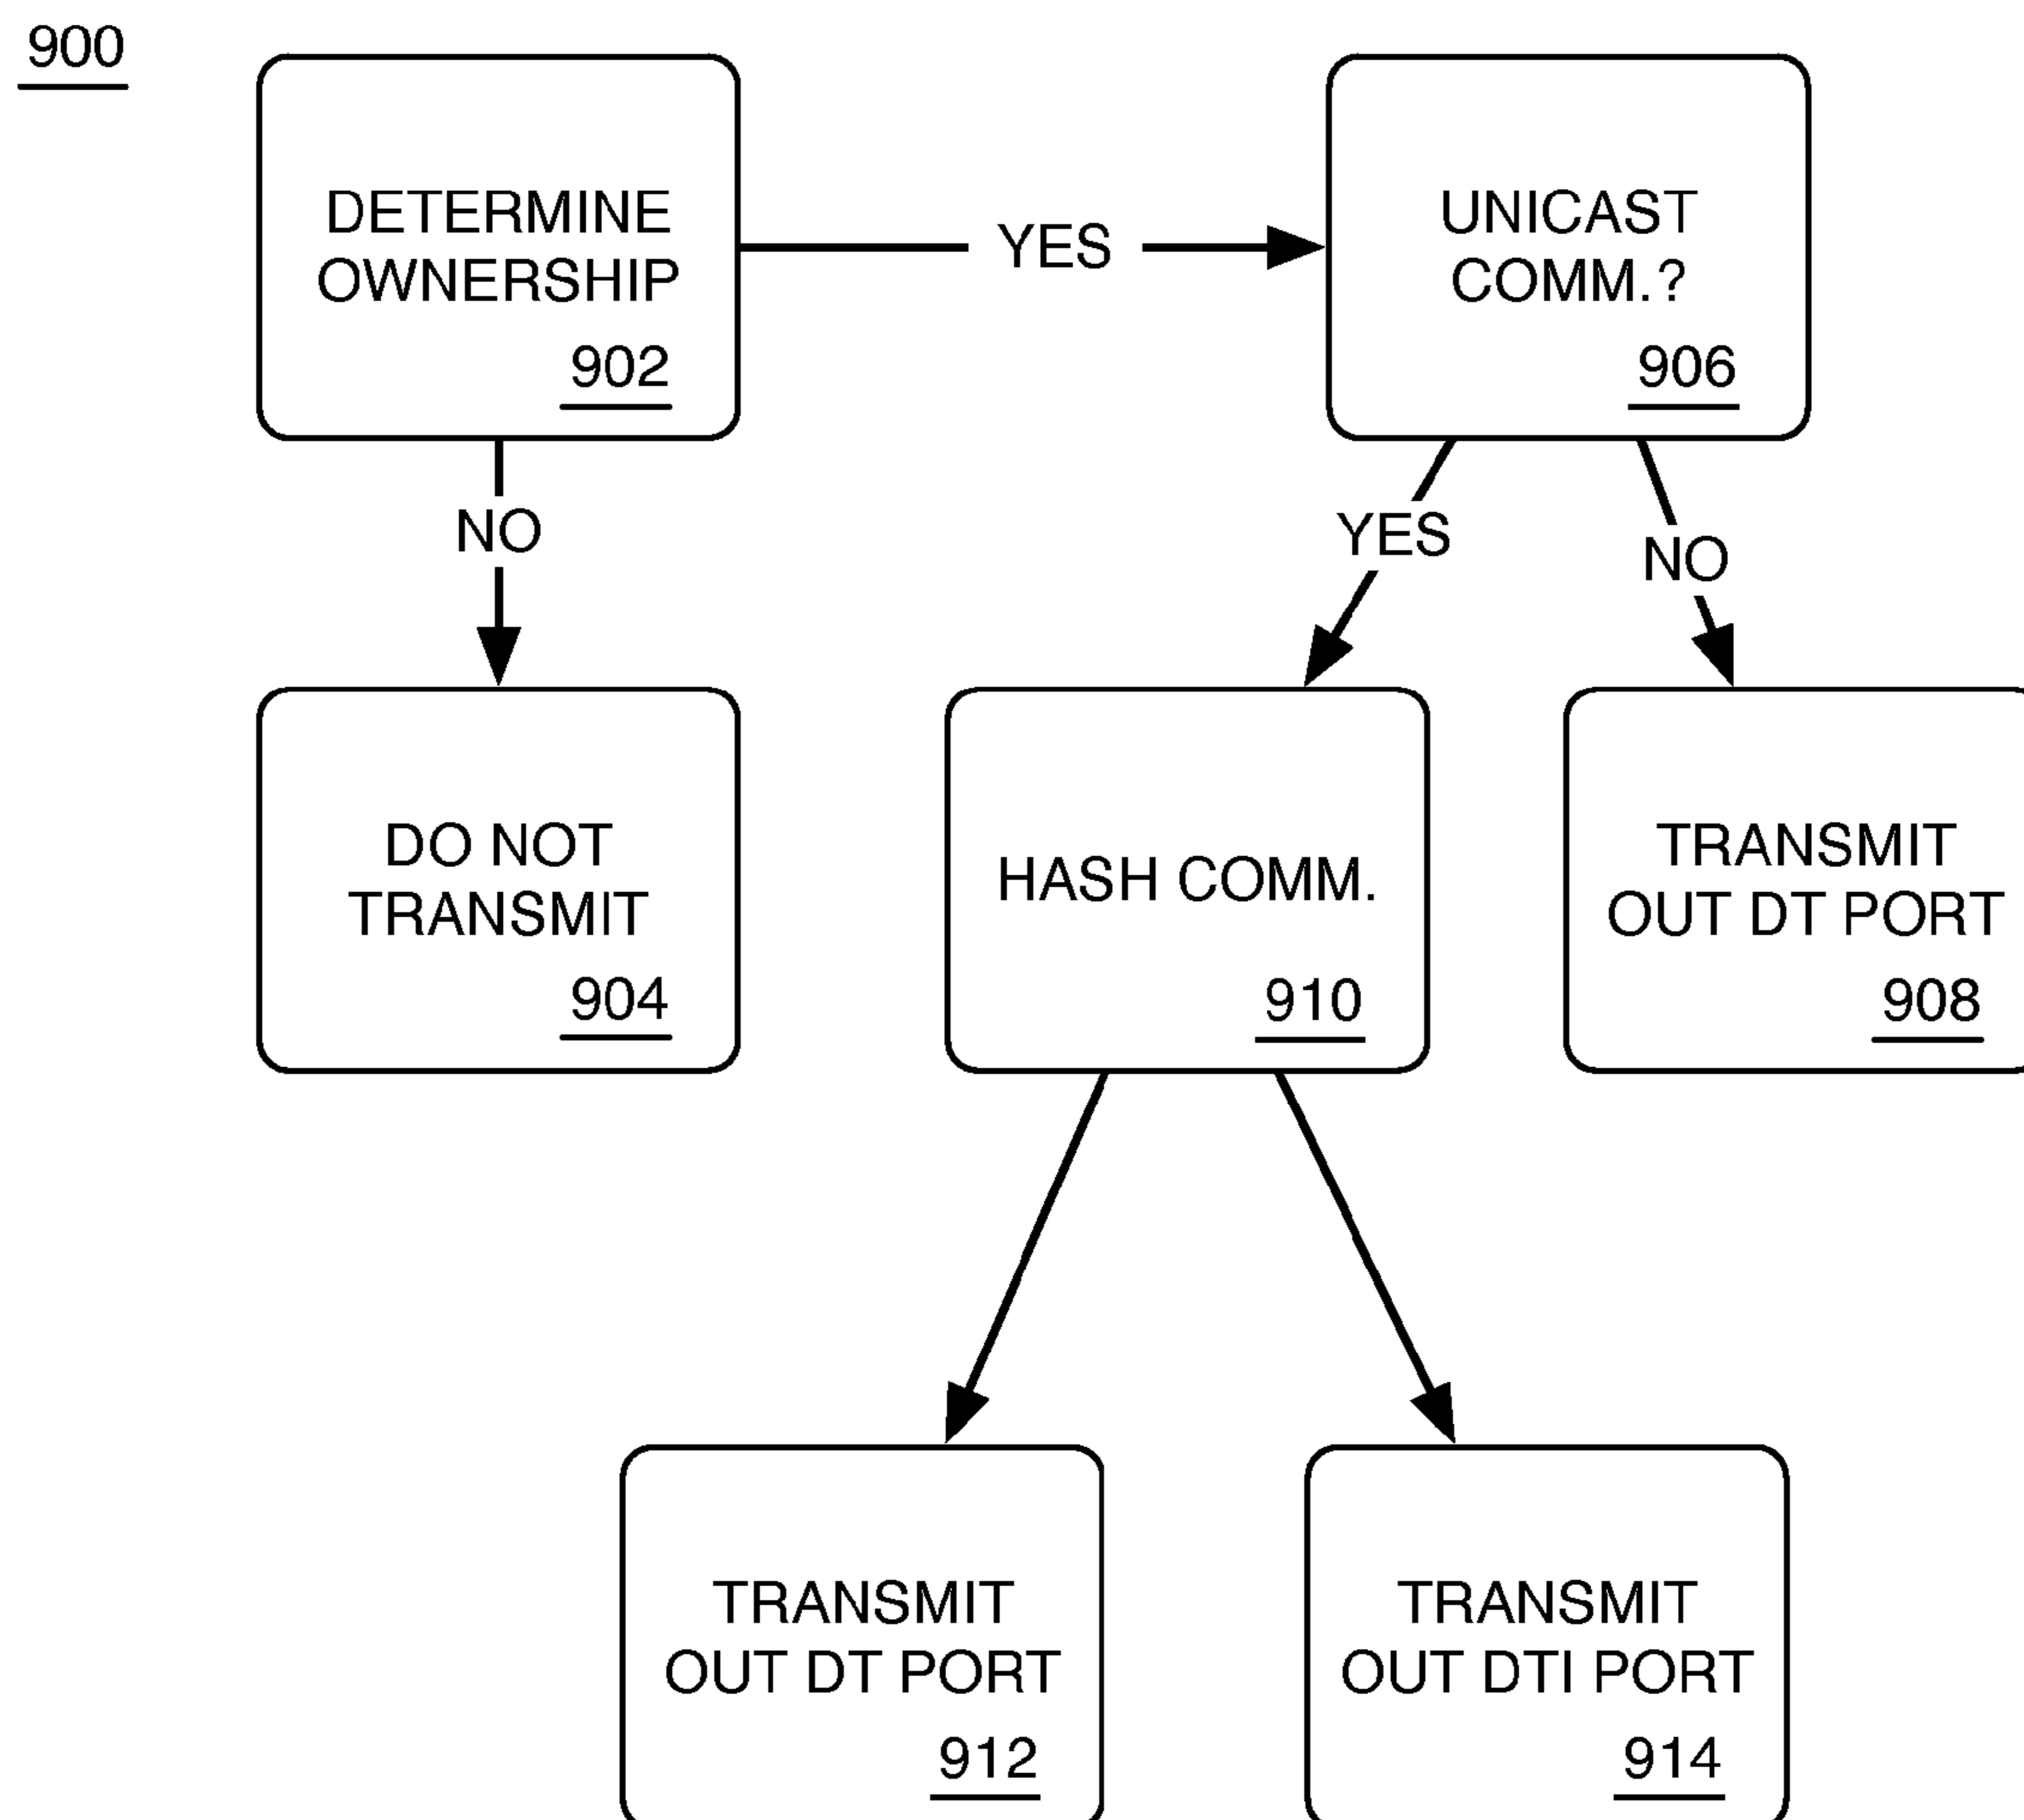 900
DETERMINE
OWNERSHIP
902
YES
UNICAST
COMM.?
906
NO
YES
NO
DO NOT
TRANSMIT
904
HASH COMM.
910
TRANSMIT
OUT DT PORT
908
TRANSMIT
OUT DT PORT
912
TRANSMIT
OUT DTI PORT
914